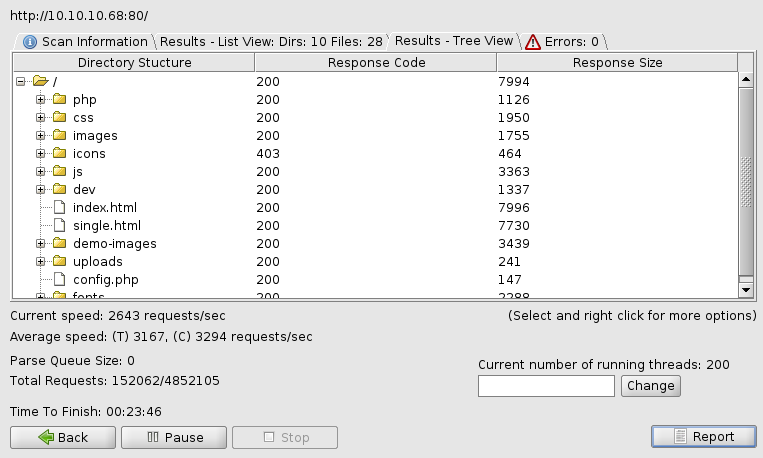 http://10.10.10.68:80/
Scan Information Results - List View: Dirs: 10 Files: 28 Results - Tree View Errors: 0
Directory Stucture Response Code Response Size
/ 200 7994
php 200 1126
css 200 1950
images 200 1755
icons 403 464
js 200 3363
dev 200 1337
index.html 200 7996
single.html 200 7730
demo-images 200 3439
uploads 200 241
config.php 200 147
fonts 200 2288
Current speed: 2643 requests/sec (Select and right click for more options)
Average speed: (T) 3167, (C) 3294 requests/sec
Parse Queue Size: 0 Current number of running threads: 200
Total Requests: 152062/4852105
Change
Time To Finish: 00:23:46
Back Pause Stop Report